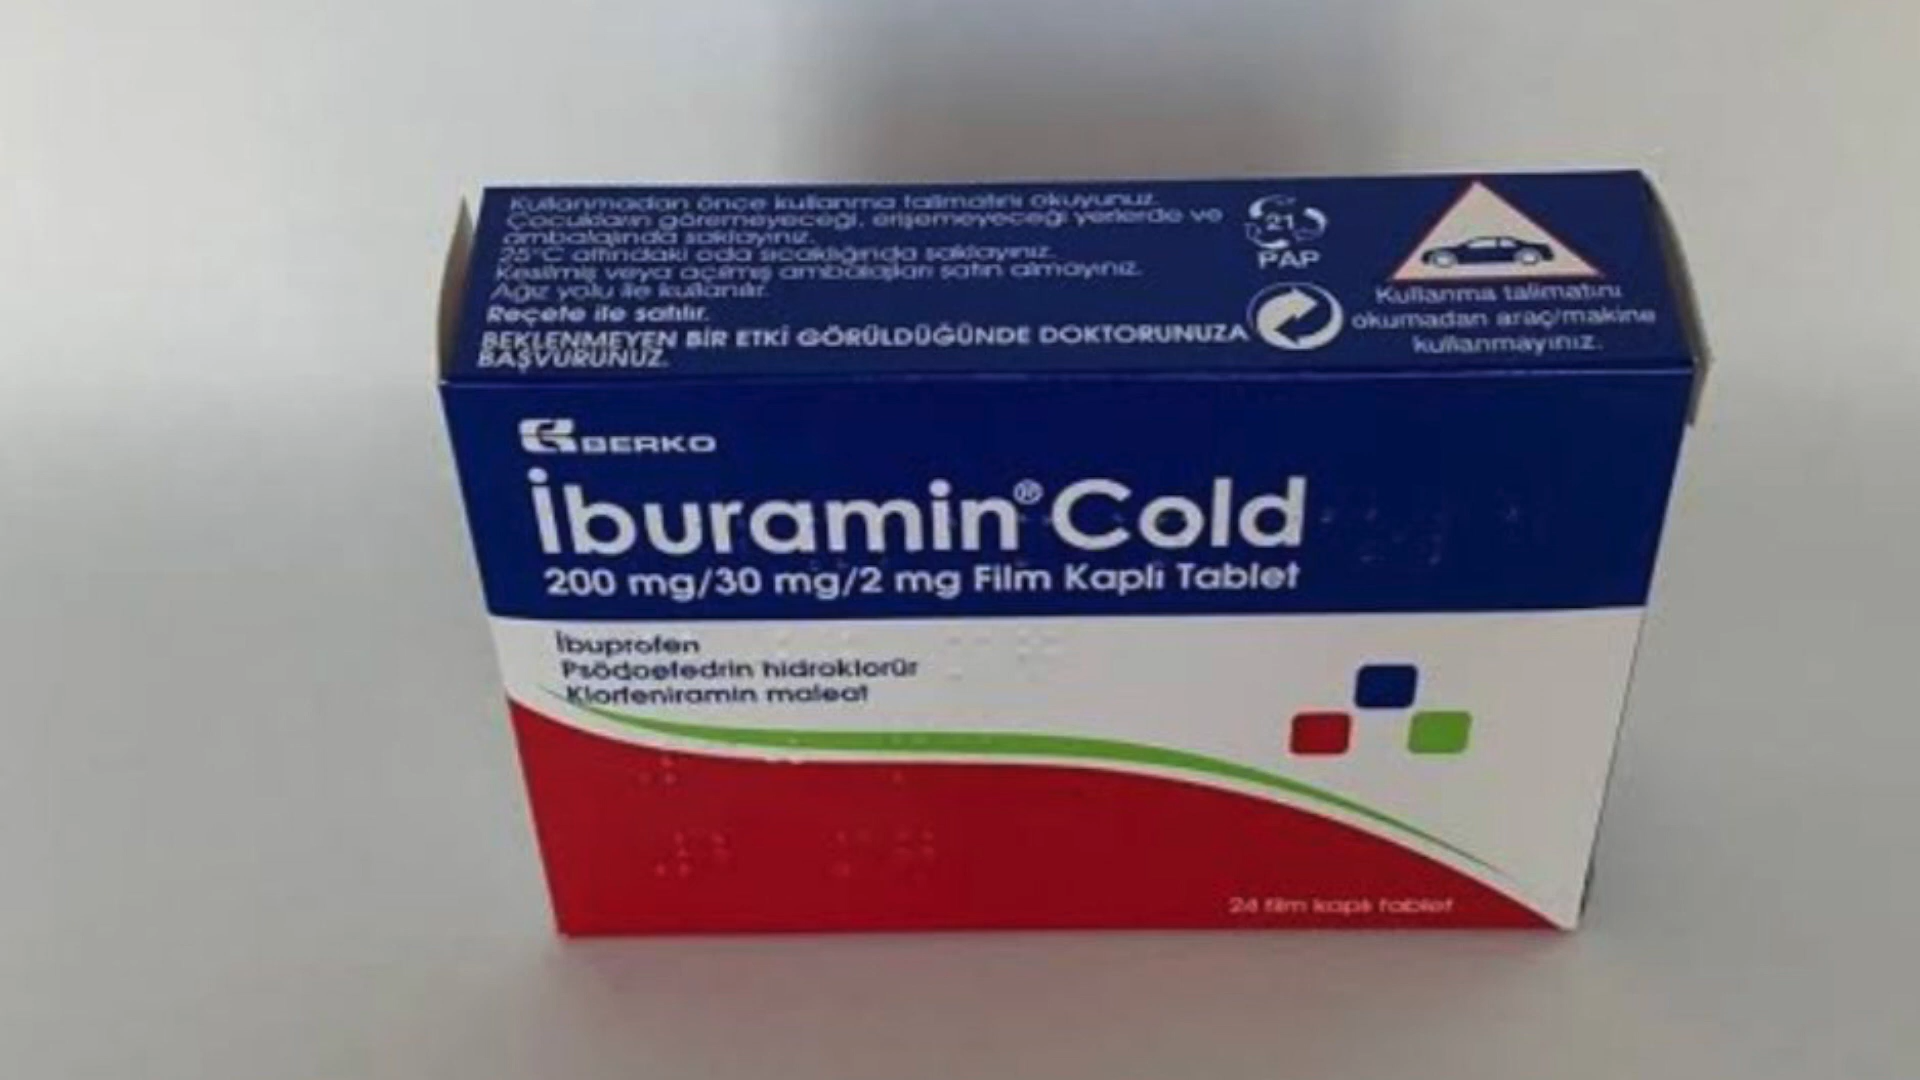 Kullanmadan önce kullanma talimatını okuyunuz.
Çocukların göremeyeceği, erişemeyeceği yerlerde ve
ambalajında saklayınız.
25°C altındaki oda sıcaklığında saklayınız.
Kesilmiş veya açılmış ambalajları satın almayınız.
Ağız yolu ile kullanılır.
Reçete ile satılır.
BEKLENMEYEN BİR ETKİ GÖRÜLDÜĞÜNDE DOKTORUNUZA
BAŞVURUNUZ.
21
PAP
Kullanma talimatını
okumadan araç/makine
kullanmayınız.
BERKO
İburamin® Cold
200 mg/30 mg/2 mg Film Kaplı Tablet
İbuprofen
Psödoefedrin hidroklorür
Klorfeniramin maleat
24 film kaplı tablet